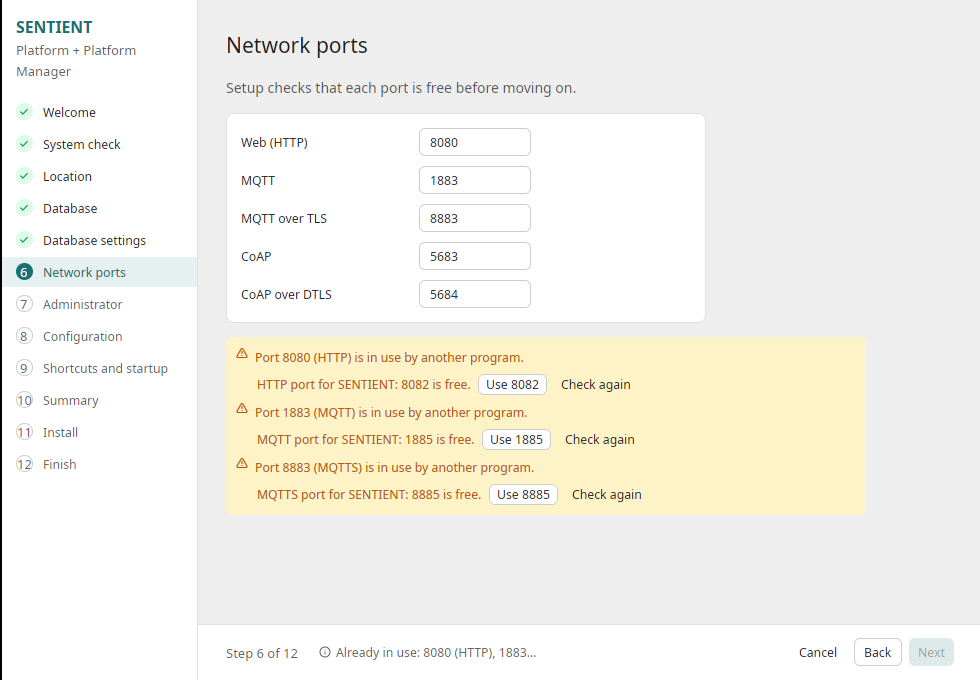 SENTIENT
Platform + Platform
Manager
Welcome
System check
Location
Database
Database settings
6 Network ports
7 Administrator
8 Configuration
9 Shortcuts and startup
10 Summary
11 Install
12 Finish
Network ports
Setup checks that each port is free before moving on.
Web (HTTP) 8080
MQTT 1883
MQTT over TLS 8883
CoAP 5683
CoAP over DTLS 5684
Port 8080 (HTTP) is in use by another program.
HTTP port for SENTIENT: 8082 is free. Use 8082 Check again
Port 1883 (MQTT) is in use by another program.
MQTT port for SENTIENT: 1885 is free. Use 1885 Check again
Port 8883 (MQTTS) is in use by another program.
MQTTS port for SENTIENT: 8885 is free. Use 8885 Check again
Step 6 of 12 Already in use: 8080 (HTTP), 1883... Cancel Back Next